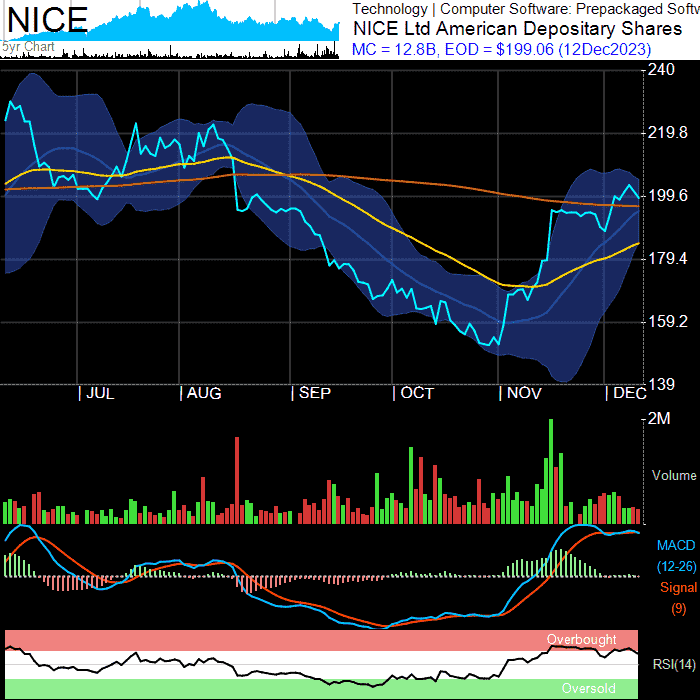 NICE
5yr Chart
Technology | Computer Software: Prepackaged Softw
NICE Ltd American Depositary Shares
MC = 12.8B, EOD = $199.06 (12Dec2023)
240
219.8
199.6
179.4
159.2
139
| JUL | AUG | SEP | OCT | NOV | DEC
2M
Volume
MACD
(12-26)
Signal
(9)
Overbought
RSI(14)
Oversold